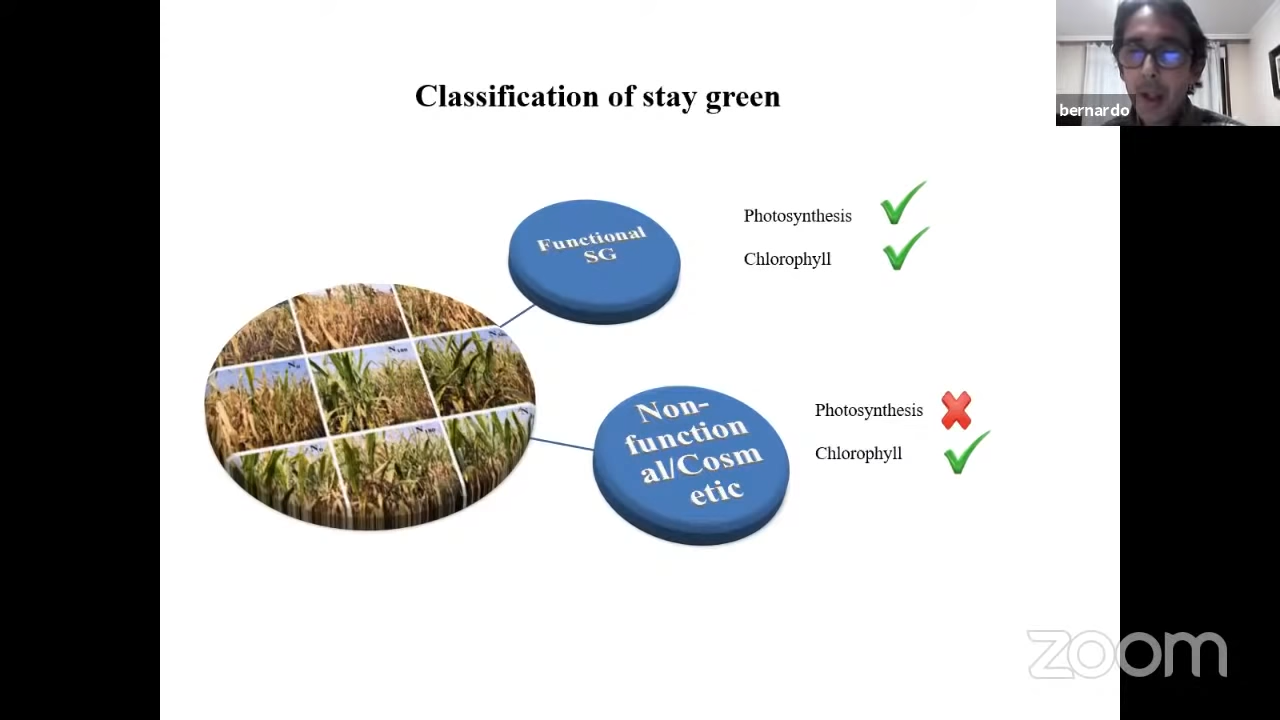 Classification of stay green
bernardo
Functional
SG
Photosynthesis
Chlorophyll
Non-
function
al/Cosm
etic
Photosynthesis
Chlorophyll
zoom